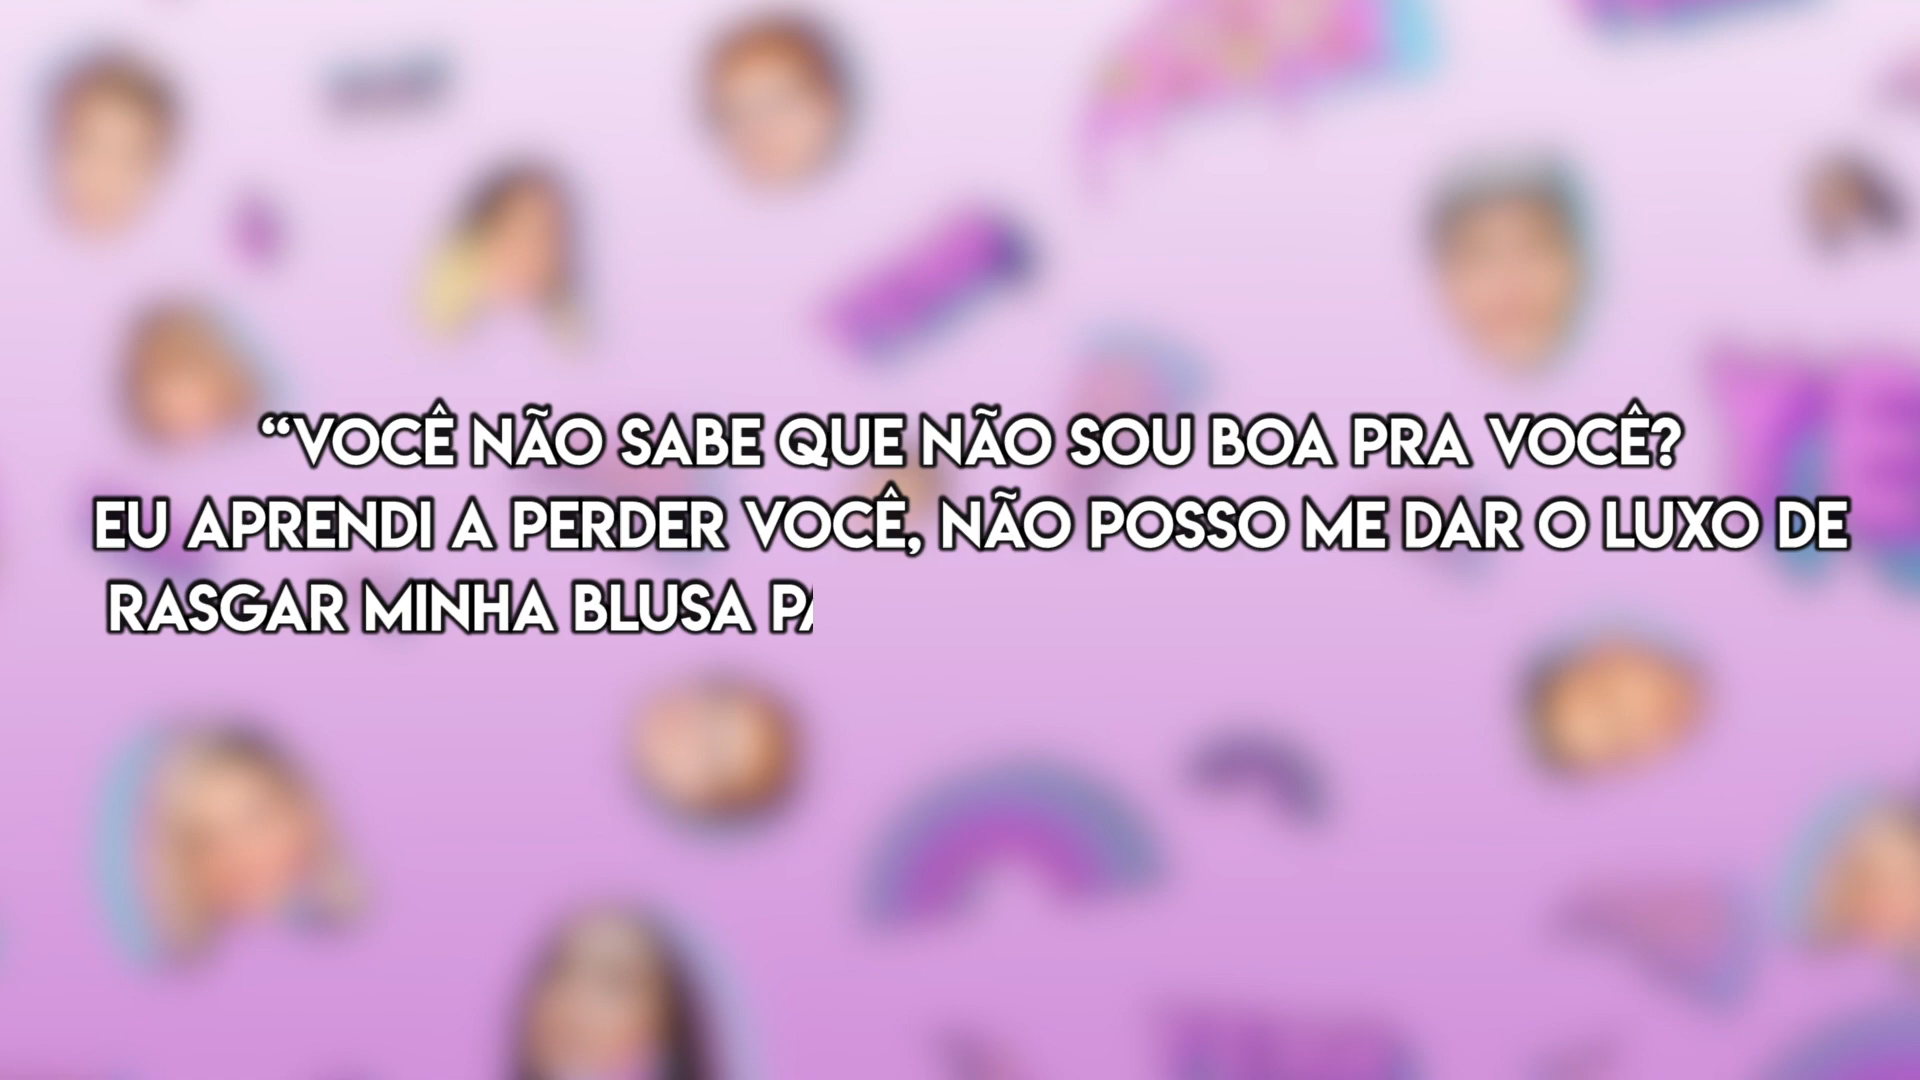 “VOCÊ NÃO SABE QUE NÃO SOU BOA PRA VOCÊ?
EU APRENDI A PERDER VOCÊ, NÃO POSSO ME DAR O LUXO DE
RASGAR MINHA BLUSA